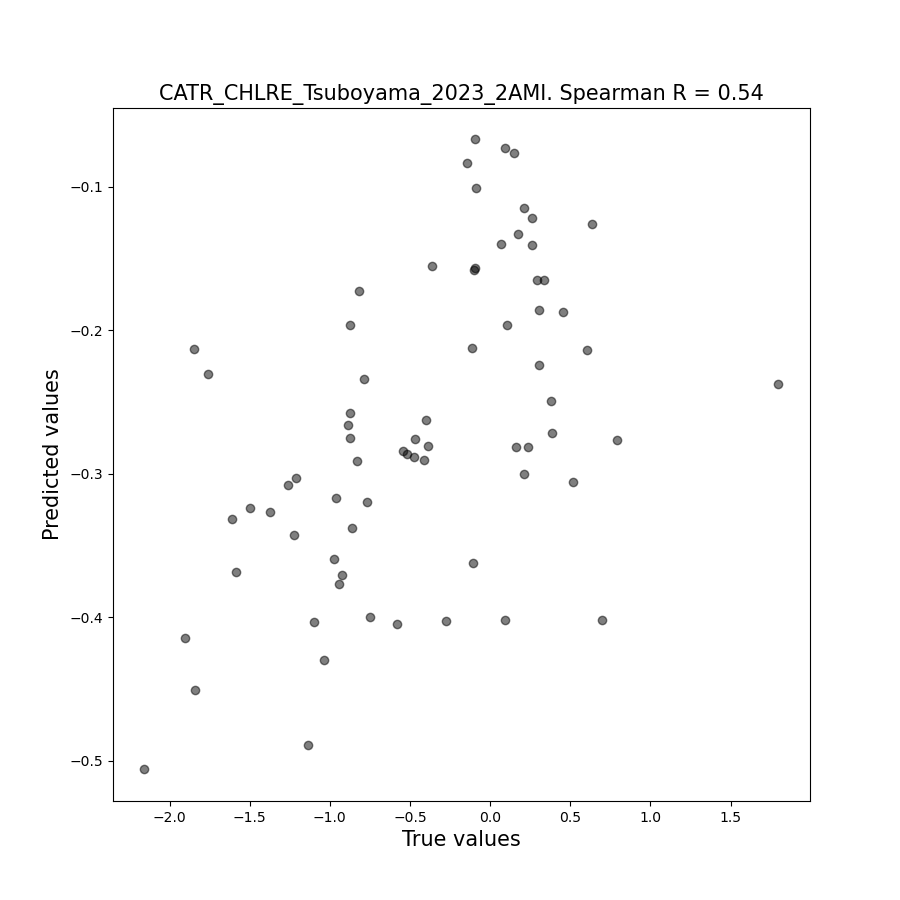 CATR_CHLRE_Tsuboyama_2023_2AMI. Spearman R = 0.54
Predicted values
−0.1
−0.2
−0.3
−0.4
−0.5
−2.0 −1.5 −1.0 −0.5 0.0 0.5 1.0 1.5
True values